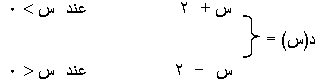 س + ٢ عند س < ٠
د(س) =
س – ٢ عند س > ٠